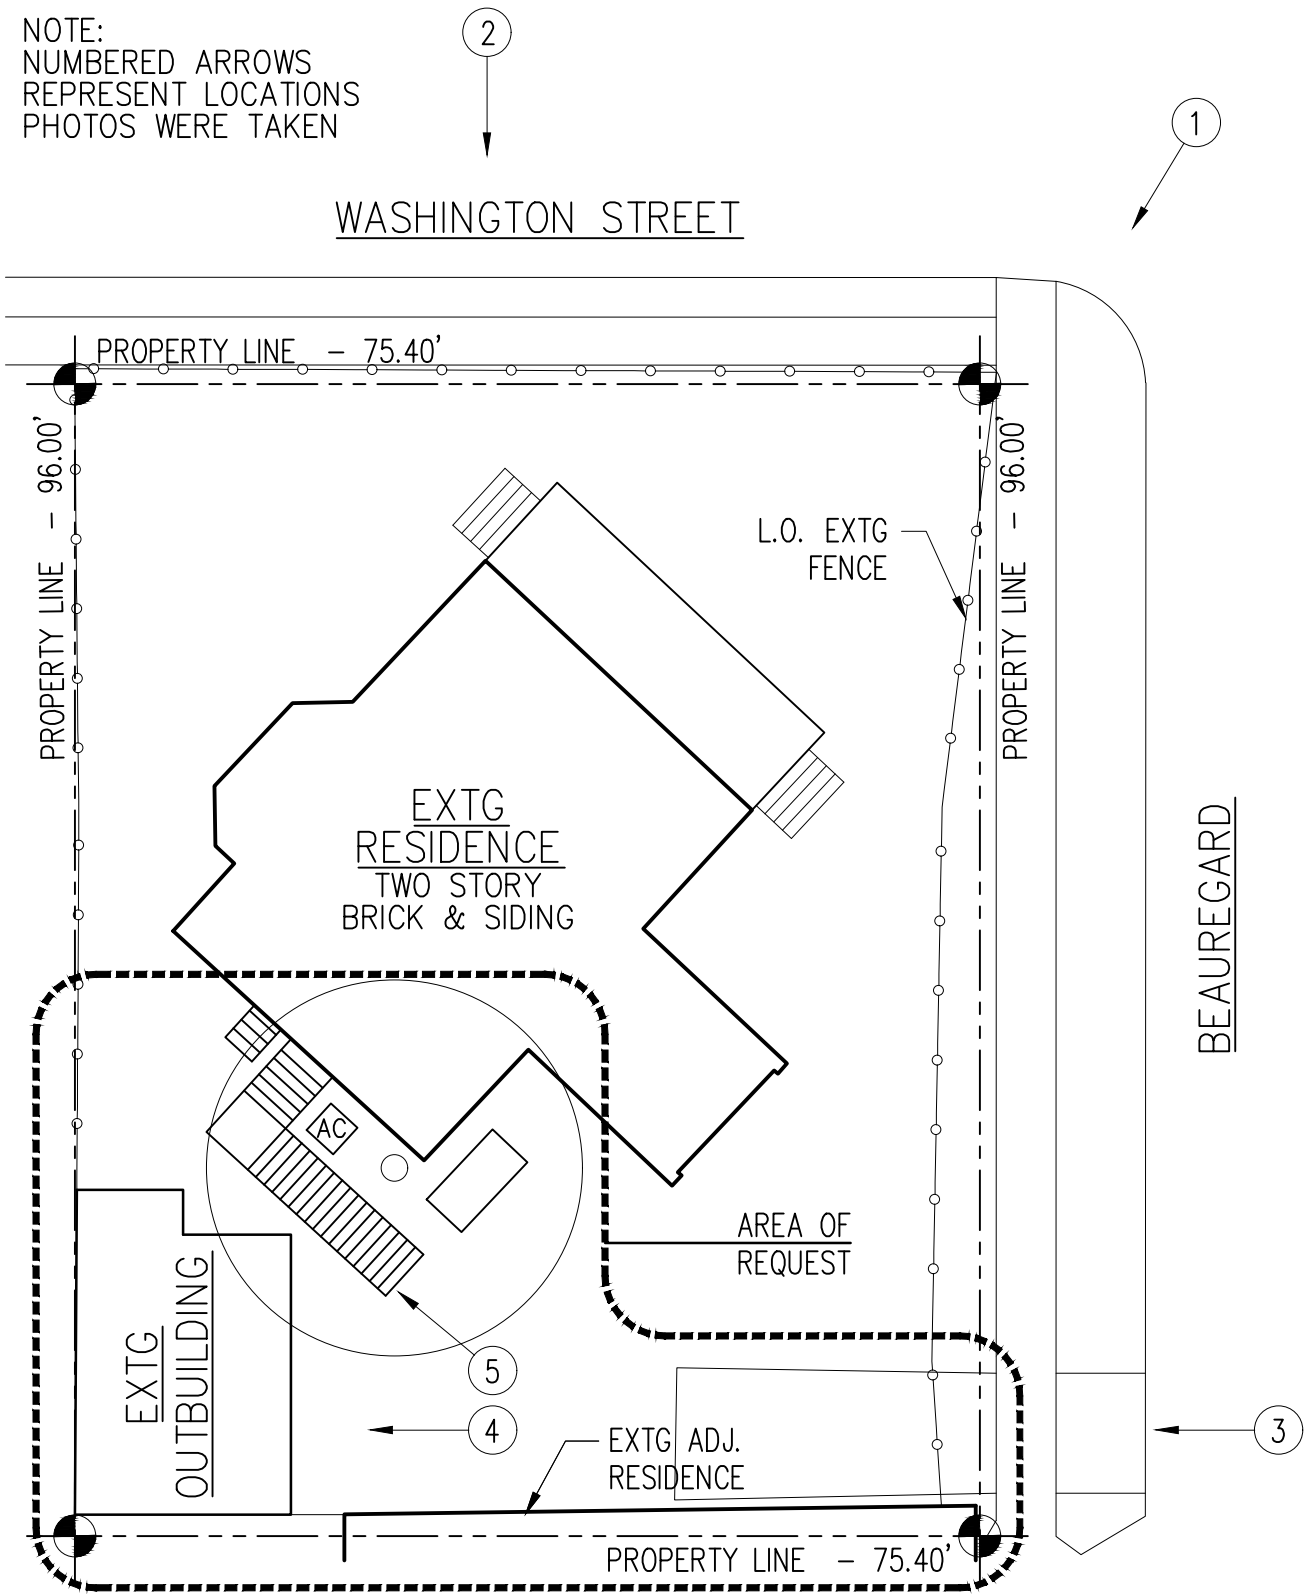 NOTE:
NUMBERED ARROWS
REPRESENT LOCATIONS
PHOTOS WERE TAKEN
2
1
WASHINGTON STREET
PROPERTY LINE - 75.40'
PROPERTY LINE - 96.00'
PROPERTY LINE - 96.00'
L.O. EXTG
FENCE
EXTG
RESIDENCE
TWO STORY
BRICK & SIDING
BEAUREGARD
AC
AREA OF
REQUEST
EXTG
OUTBUILDING
5
4
3
EXTG ADJ.
RESIDENCE
PROPERTY LINE - 75.40'